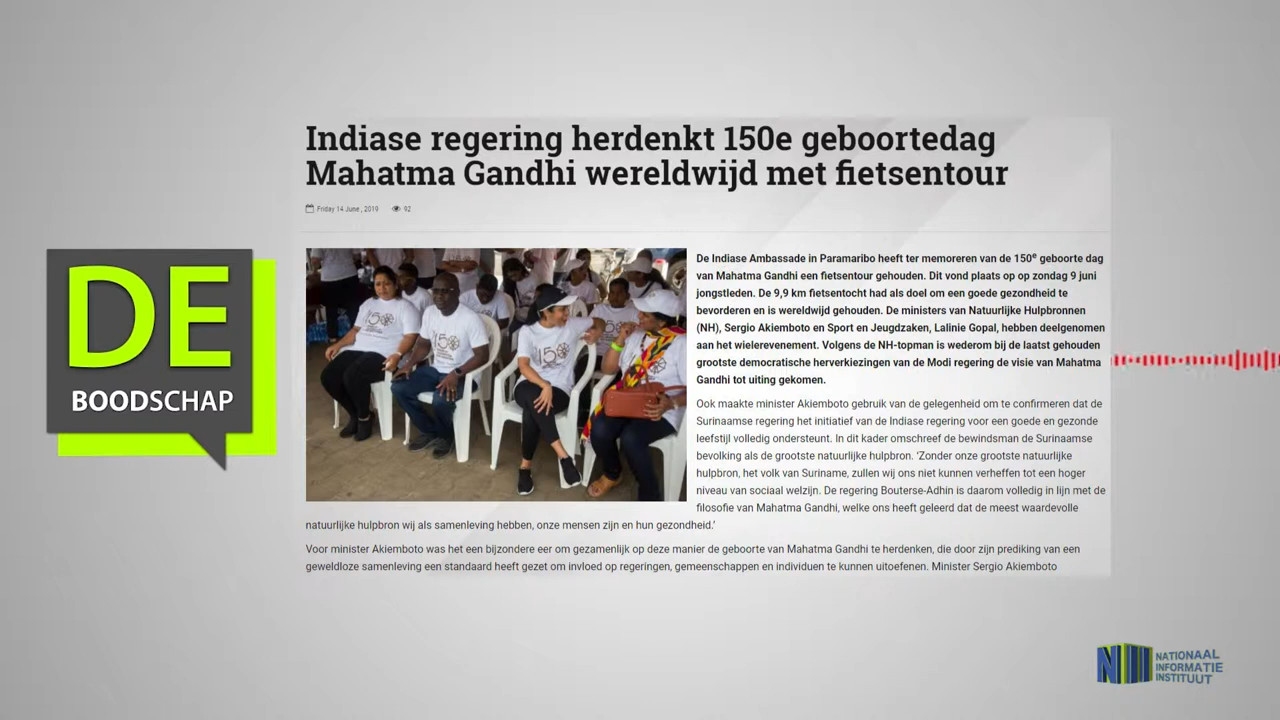 Indiase regering herdenkt 150e geboortedag
Mahatma Gandhi wereldwijd met fietsentour
Friday 14 June , 2019 92
DE
BOODSCHAP
150
150
De Indiase Ambassade in Paramaribo heeft ter memoreren van de 150e geboorte dag
van Mahatma Gandhi een fietsentour gehouden. Dit vond plaats op op zondag 9 juni
jongstleden. De 9,9 km fietsentocht had als doel om een goede gezondheid te
bevorderen en is wereldwijd gehouden. De ministers van Natuurlijke Hulpbronnen
(NH), Sergio Akiemboto en Sport en Jeugdzaken, Lalinie Gopal, hebben deelgenomen
aan het wielerevenement. Volgens de NH-topman is wederom bij de laatst gehouden
grootste democratische herverkiezingen van de Modi regering de visie van Mahatma
Gandhi tot uiting gekomen.
Ook maakte minister Akiemboto gebruik van de gelegenheid om te confirmeren dat de
Surinaamse regering het initiatief van de Indiase regering voor een goede en gezonde
leefstijl volledig ondersteunt. In dit kader omschreef de bewindsman de Surinaamse
bevolking als de grootste natuurlijke hulpbron. 'Zonder onze grootste natuurlijke
hulpbron, het volk van Suriname, zullen wij ons niet kunnen verheffen tot een hoger
niveau van sociaal welzijn. De regering Bouterse-Adhin is daarom volledig in lijn met de
filosofie van Mahatma Gandhi, welke ons heeft geleerd dat de meest waardevolle
natuurlijke hulpbron wij als samenleving hebben, onze mensen zijn en hun gezondheid.'
Voor minister Akiemboto was het een bijzondere eer om gezamenlijk op deze manier de geboorte van Mahatma Gandhi te herdenken, die door zijn prediking van een
geweldloze samenleving een standaard heeft gezet om invloed op regeringen, gemeenschappen en individuen te kunnen uitoefenen. Minister Sergio Akiemboto
NATIONAAL
INFORMATIE
INSTITUUT